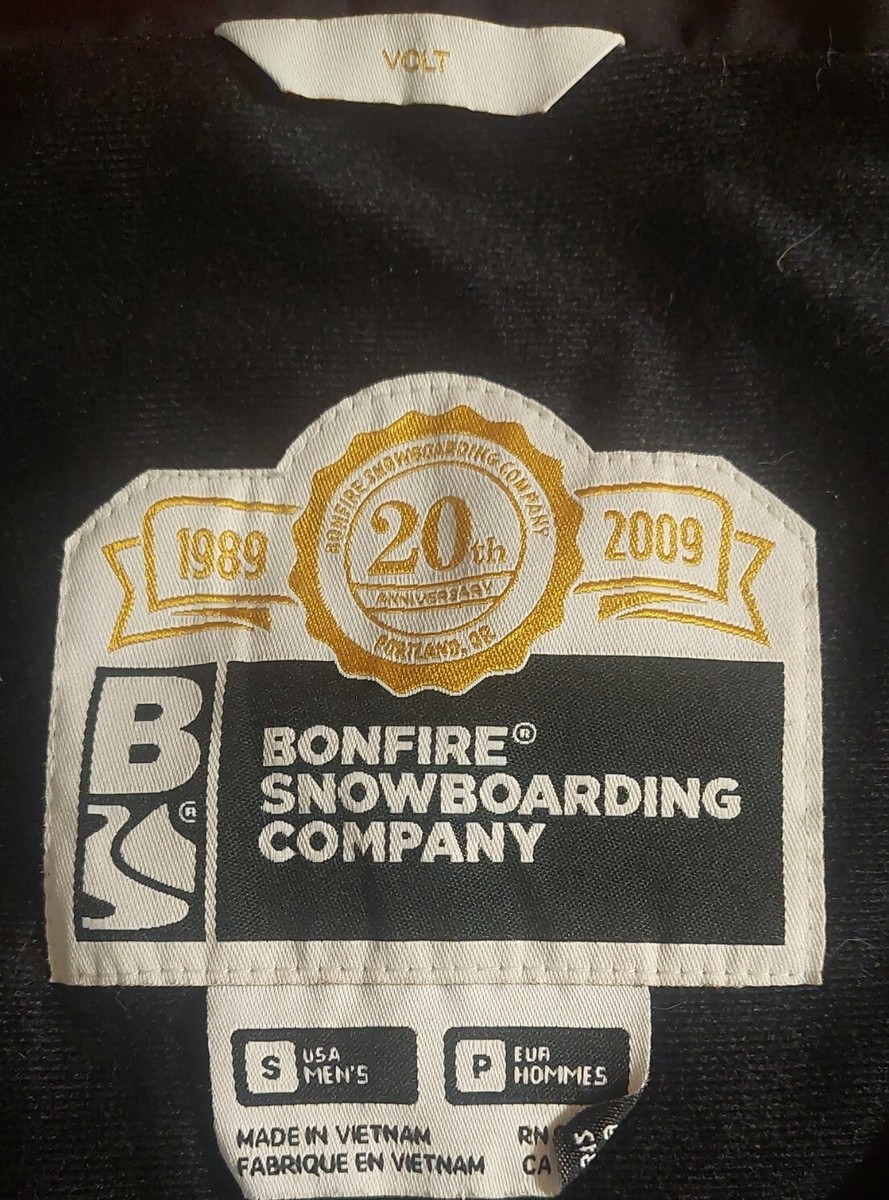 VOLT
BONFIRE SNOWBOARDING COMPANY
1989
20th
2009
ANNIVERSARY
PORTLAND, OR
B
®
BONFIRE®
SNOWBOARDING
COMPANY
S USA MEN'S
P EUR HOMMES
MADE IN VIETNAM
FABRIQUE EN VIETNAM
RN
CA